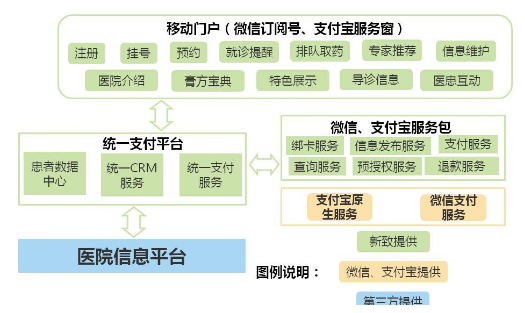 移动门户（微信订阅号、支付宝服务窗）
注册 挂号 预约 就诊提醒 排队取药 专家推荐 信息维护
医院介绍 膏方宝典 特色展示 导诊信息 医患互动
统一支付平台
患者数据
中心
统一CRM
服务
统一支付
服务
微信、支付宝服务包
绑卡服务 信息发布服务 支付服务
查询服务 预授权服务 退款服务
支付宝原
生服务
微信支付
服务
医院信息平台
新致提供
图例说明：
微信、支付宝提供
第三方提供